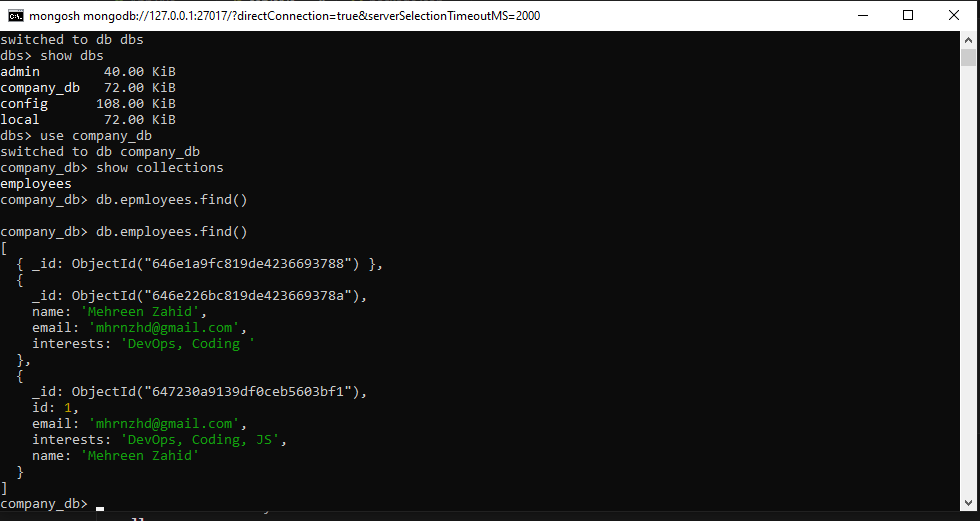 mongosh mongodb://127.0.0.1:27017/?directConnection=true&serverSelectionTimeoutMS=2000
switched to db dbs
dbs> show dbs
admin        40.00 KiB
company_db   72.00 KiB
config      108.00 KiB
local        72.00 KiB
dbs> use company_db
switched to db company_db
company_db> show collections
employees
company_db> db.epmloyees.find()
company_db> db.employees.find()
[
  { _id: ObjectId("646e1a9fc819de4236693788") },
  {
    _id: ObjectId("646e226bc819de423669378a"),
    name: 'Mehreen Zahid',
    email: 'mhrnzhd@gmail.com',
    interests: 'DevOps, Coding '
  },
  {
    _id: ObjectId("647230a9139df0ceb5603bf1"),
    id: 1,
    email: 'mhrnzhd@gmail.com',
    interests: 'DevOps, Coding, JS',
    name: 'Mehreen Zahid'
  }
]
company_db>